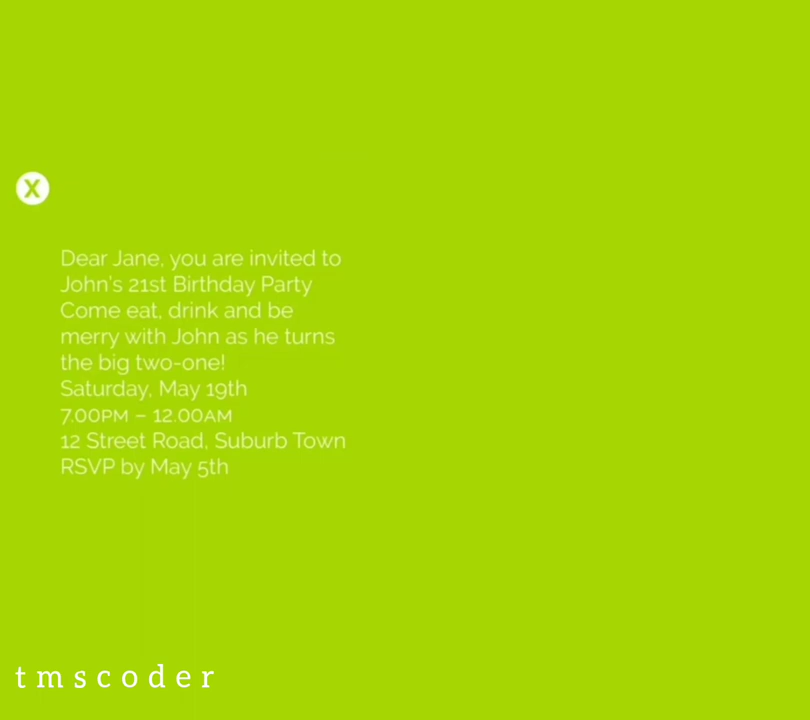 X
Dear Jane, you are invited to
John's 21st Birthday Party
Come eat, drink and be
merry with John as he turns
the big two-one!
Saturday, May 19th
7.00PM – 12.00AM
12 Street Road, Suburb Town
RSVP by May 5th
tmscoder